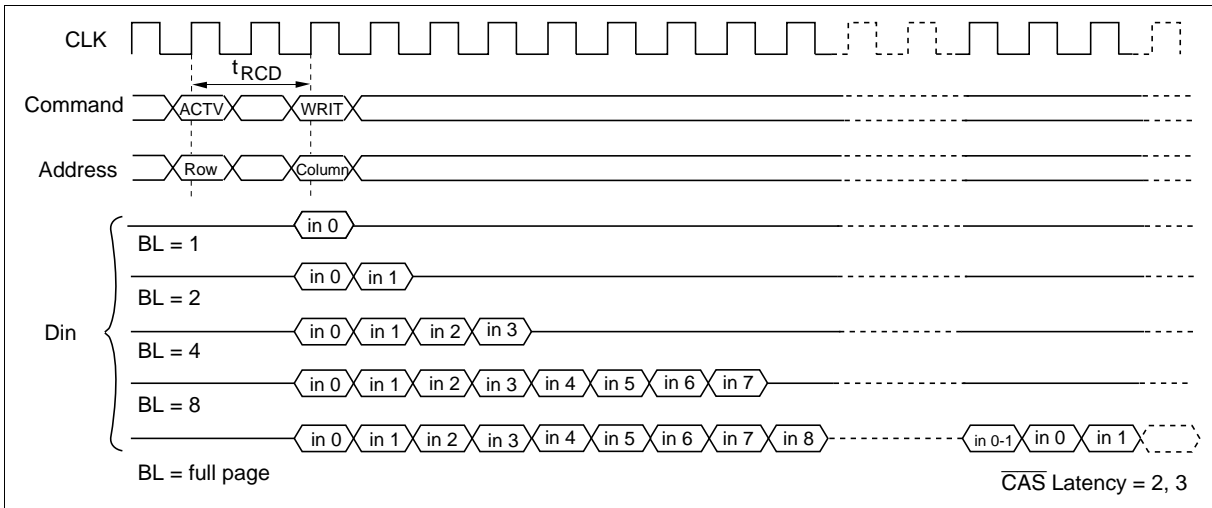 CLK
tRCD
Command ACTV WRIT
Address Row Column
in 0
BL = 1
in 0 in 1
BL = 2
Din
in 0 in 1 in 2 in 3
BL = 4
in 0 in 1 in 2 in 3 in 4 in 5 in 6 in 7
BL = 8
in 0 in 1 in 2 in 3 in 4 in 5 in 6 in 7 in 8 in 0-1 in 0 in 1
BL = full page
CAS Latency = 2, 3